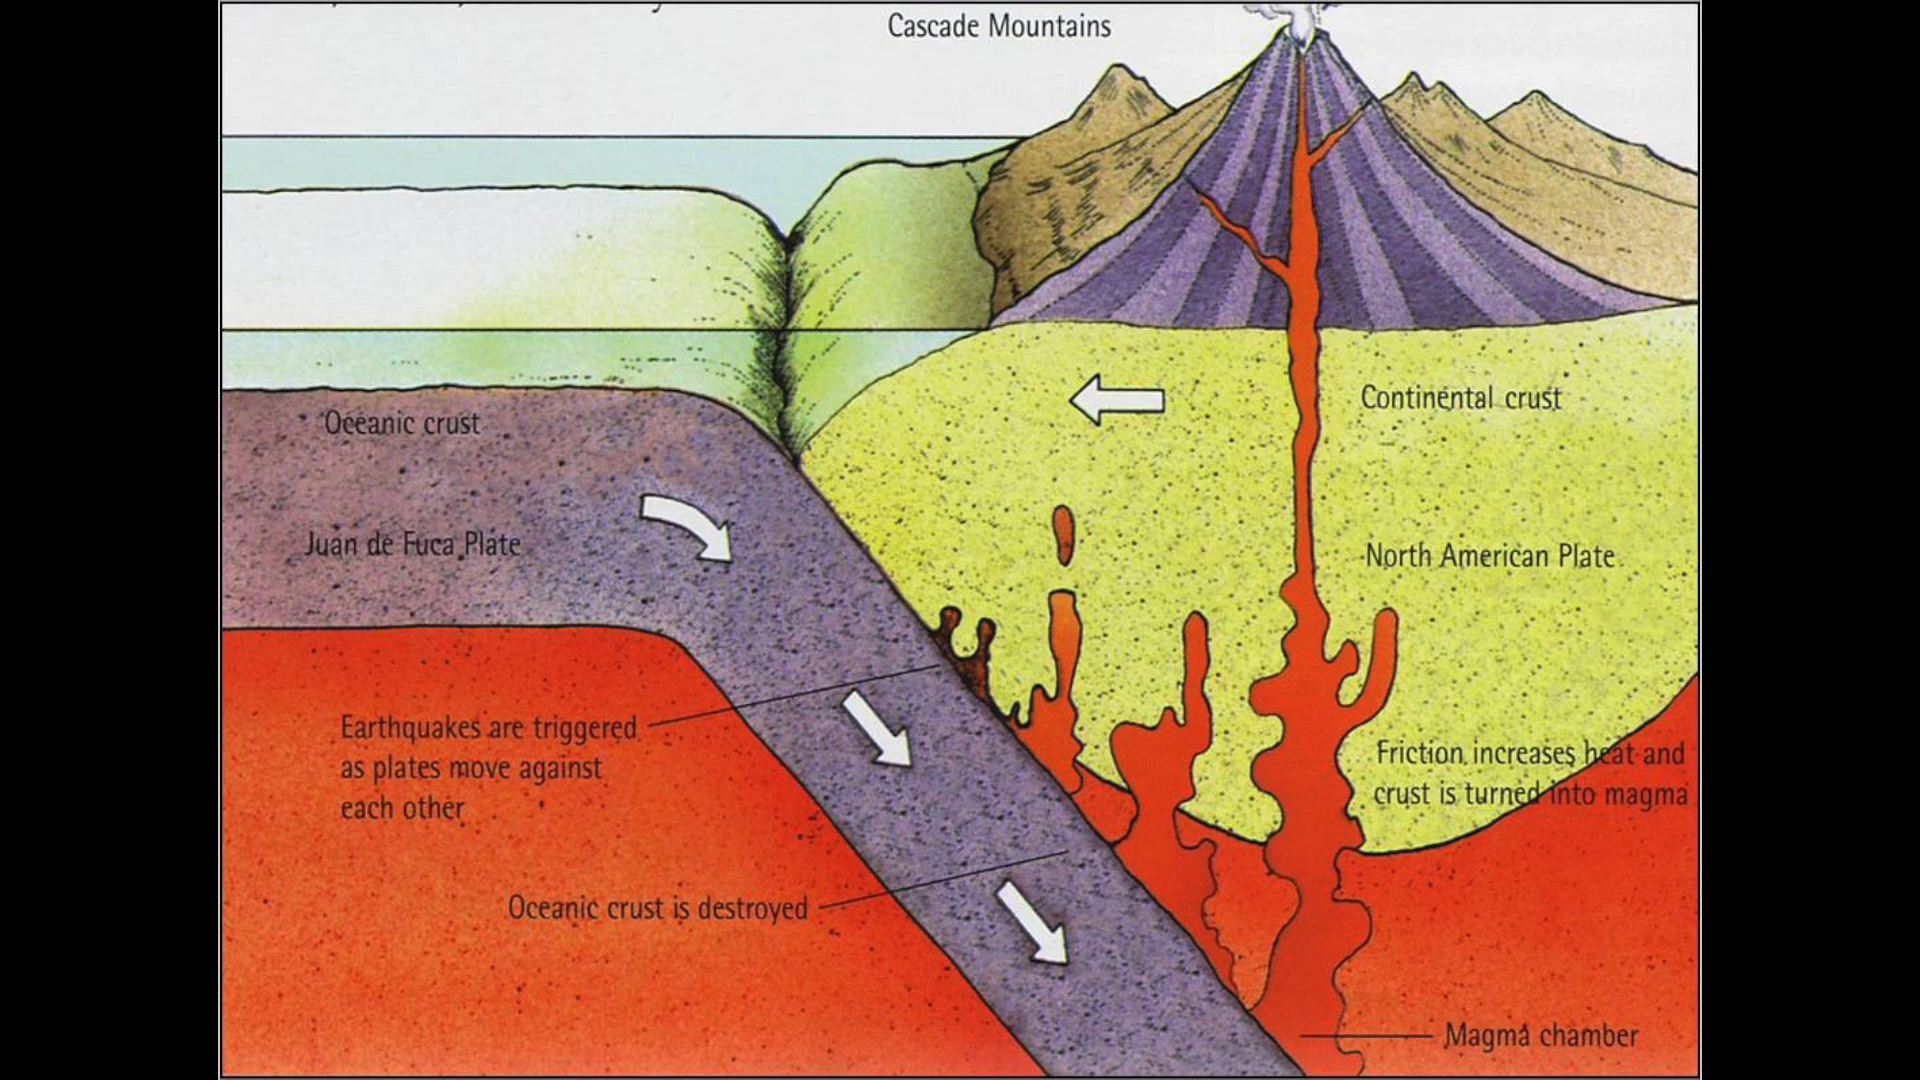 Cascade Mountains
Oceanic crust
Continental crust
Juan de Fuca Plate
North American Plate
Earthquakes are triggered
as plates move against
each other
Friction increases heat and
crust is turned into magma
Oceanic crust is destroyed
Magma chamber